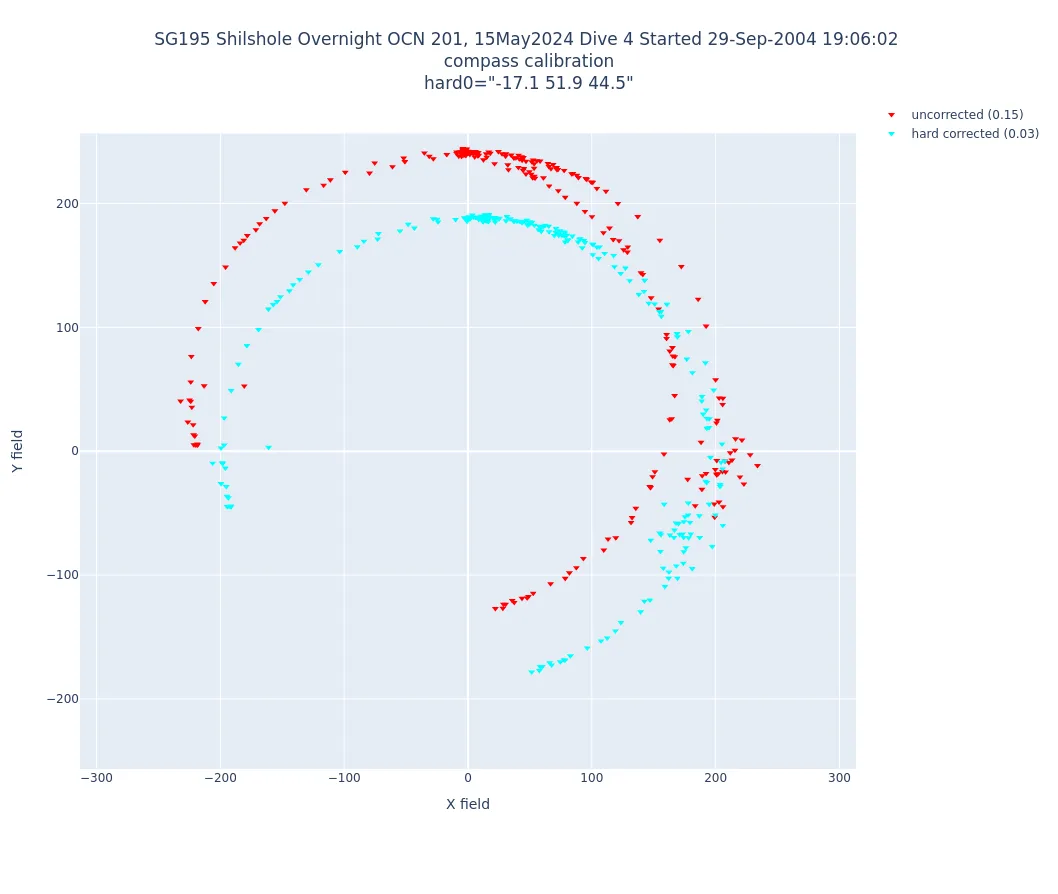 SG195 Shilshole Overnight OCN 201, 15May2024 Dive 4 Started 29-Sep-2004 19:06:02
compass calibration
hard0="-17.1 51.9 44.5"
uncorrected (0.15)
hard corrected (0.03)
Y field
200
100
0
−100
−200
−300
−200
−100
0
100
200
300
X field